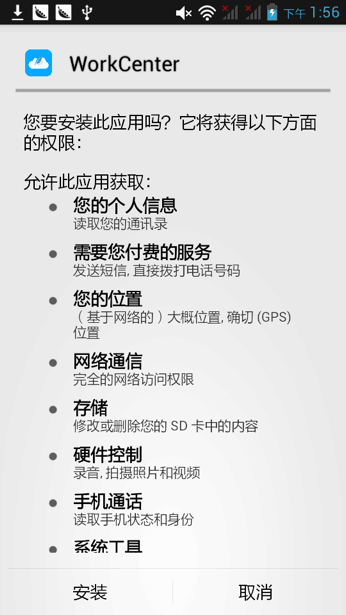 下午 1:56
WorkCenter
您要安装此应用吗？它将获得以下方面
的权限：
允许此应用获取：
您的个人信息
读取您的通讯录
需要您付费的服务
发送短信, 直接拨打电话号码
您的位置
（基于网络的）大概位置, 确切 (GPS)
位置
网络通信
完全的网络访问权限
存储
修改或删除您的 SD 卡中的内容
硬件控制
录音, 拍摄照片和视频
手机通话
读取手机状态和身份
系统工具
安装
取消